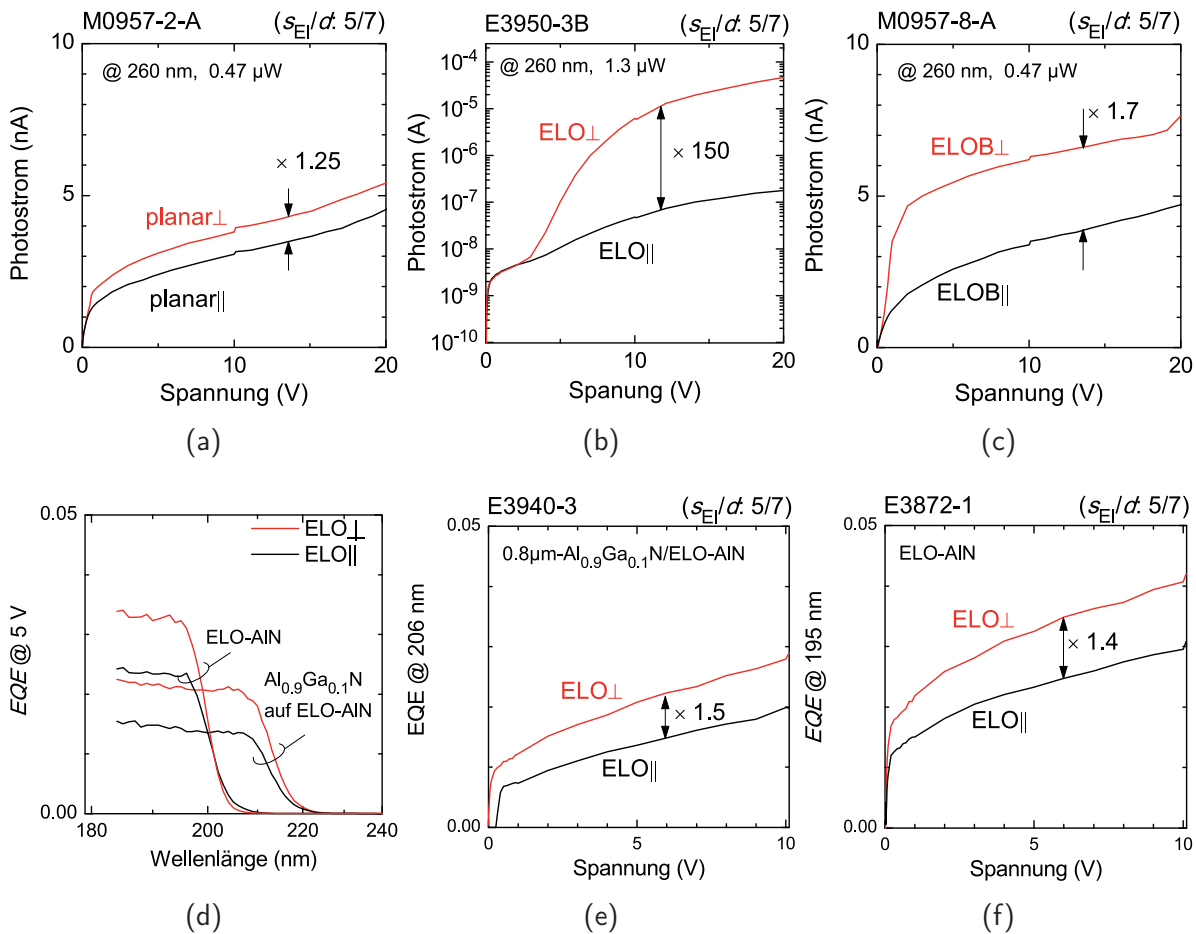 M0957-2-A (sEl/d: 5/7)
10
@ 260 nm, 0.47 µW
× 1.25
5
planar⊥
planar||
0
0 10 20
Photostrom (nA)
Spannung (V)
(a)
E3950-3B (sEl/d: 5/7)
@ 260 nm, 1.3 µW
10⁻⁴
10⁻⁵
10⁻⁶
10⁻⁷
10⁻⁸
10⁻⁹
10⁻¹⁰
ELO⊥
× 150
ELO||
0 10 20
Photostrom (A)
Spannung (V)
(b)
M0957-8-A (sEl/d: 5/7)
10
@ 260 nm, 0.47 µW
× 1.7
ELOB⊥
5
ELOB||
0
0 10 20
Photostrom (nA)
Spannung (V)
(c)
0.05
ELO⊥
ELO||
ELO-AlN
Al₀.₉Ga₀.₁N
auf ELO-AlN
0.00
180 200 220 240
EQE @ 5 V
Wellenlänge (nm)
(d)
E3940-3 (sEl/d: 5/7)
0.05
0.8µm-Al₀.₉Ga₀.₁N/ELO-AlN
ELO⊥
× 1.5
ELO||
0.00
0 5 10
EQE @ 206 nm
Spannung (V)
(e)
E3872-1 (sEl/d: 5/7)
0.05
ELO-AlN
ELO⊥
× 1.4
ELO||
0.00
0 5 10
EQE @ 195 nm
Spannung (V)
(f)